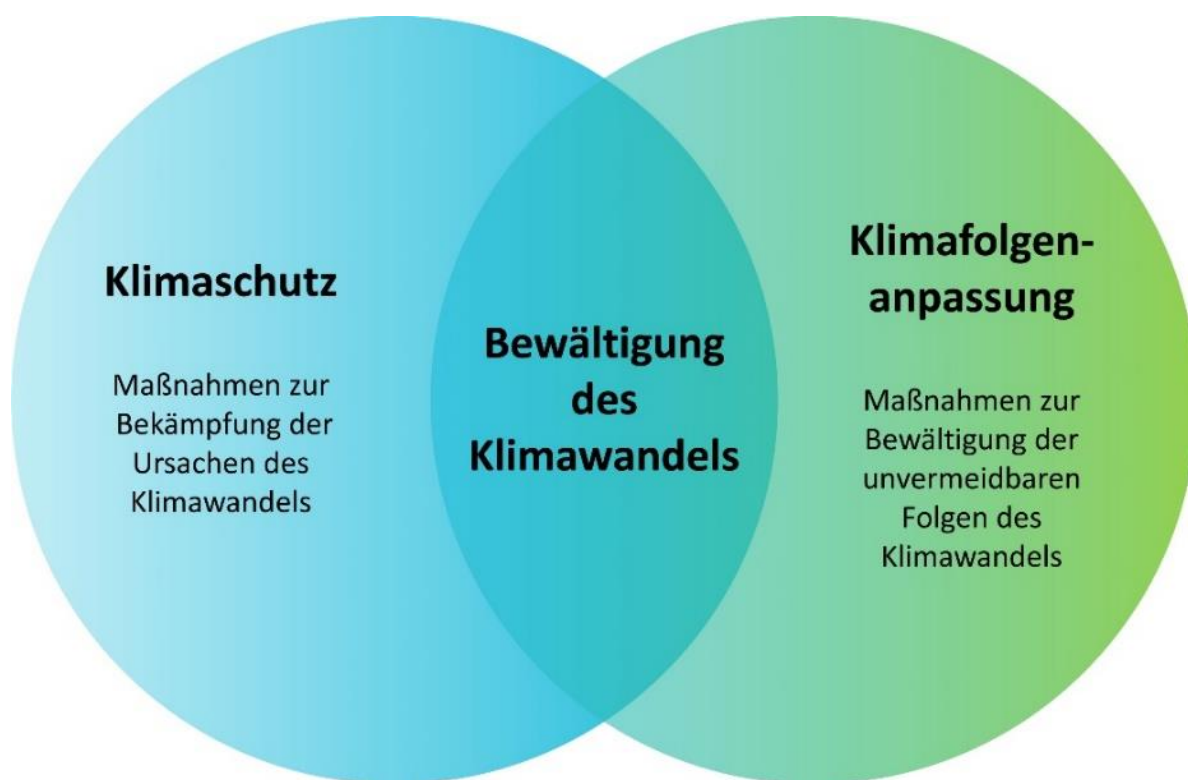 Klimaschutz
Maßnahmen zur
Bekämpfung der
Ursachen des
Klimawandels
Bewältigung
des
Klimawandels
Klimafolgen-
anpassung
Maßnahmen zur
Bewältigung der
unvermeidbaren
Folgen des
Klimawandels